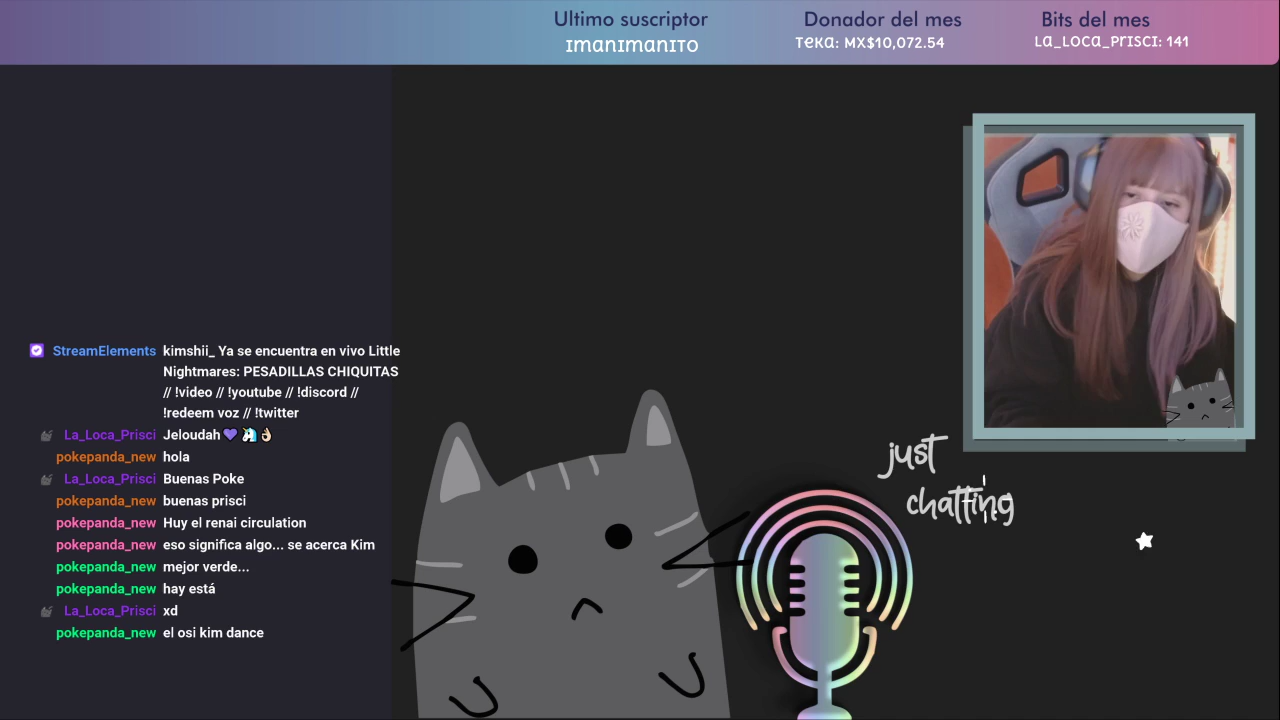 Ultimo suscriptor
Imanimanito
Donador del mes
Teka: MX$10,072.54
Bits del mes
La_Loca_Prisci: 141
StreamElements kimshii_ Ya se encuentra en vivo Little
Nightmares: PESADILLAS CHIQUITAS
// !video // !youtube // !discord //
!redeem voz // !twitter
La_Loca_Prisci Jeloudah💜🦄👌🏻
pokepanda_new hola
La_Loca_Prisci Buenas Poke
pokepanda_new buenas prisci
pokepanda_new Huy el renai circulation
pokepanda_new eso significa algo... se acerca Kim
pokepanda_new mejor verde...
pokepanda_new hay está
La_Loca_Prisci xd
pokepanda_new el osi kim dance
just
chatting